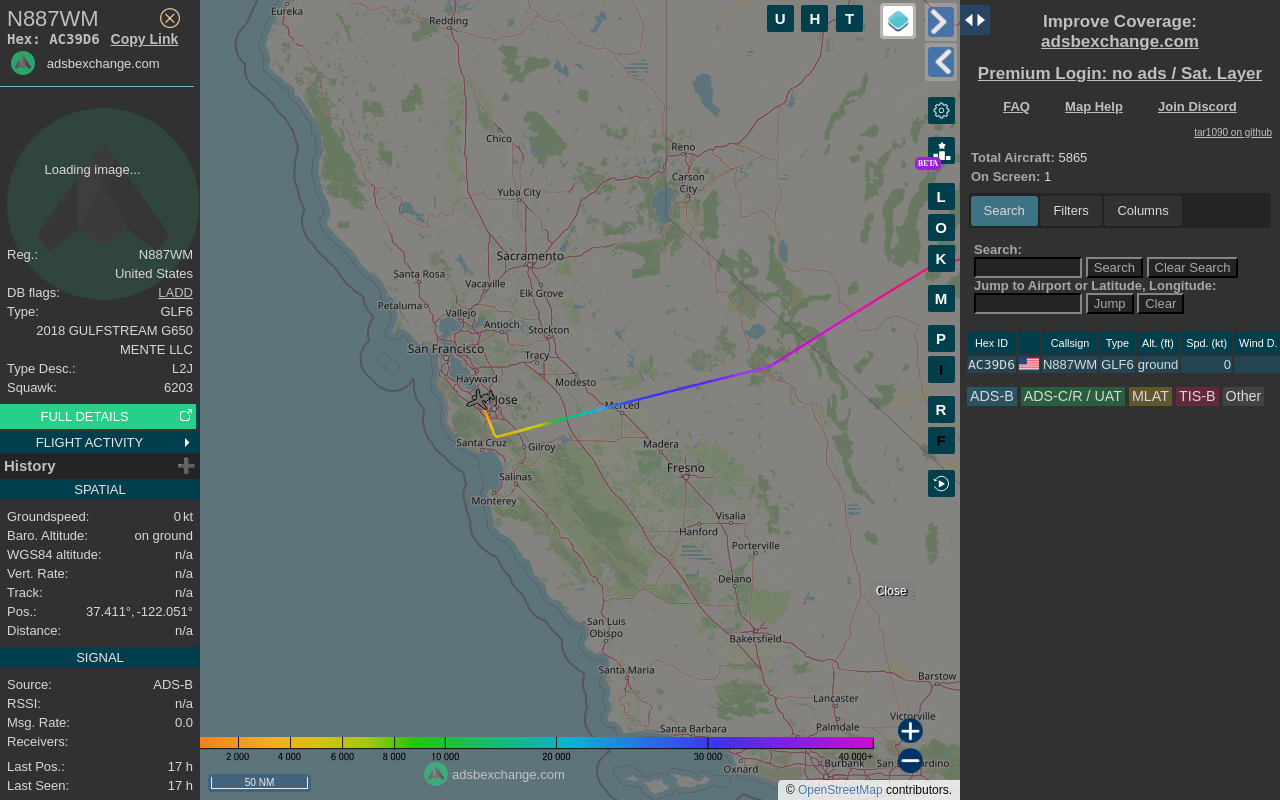 N887WM
Hex: AC39D6 Copy Link
adsbexchange.com
Loading image...
Reg.: N887WM
United States
DB flags: LADD
Type: GLF6
2018 GULFSTREAM G650
MENTE LLC
Type Desc.: L2J
Squawk: 6203
FULL DETAILS
FLIGHT ACTIVITY
History
SPATIAL
Groundspeed: 0 kt
Baro. Altitude: on ground
WGS84 altitude: n/a
Vert. Rate: n/a
Track: n/a
Pos.: 37.411°, -122.051°
Distance: n/a
SIGNAL
Source: ADS-B
RSSI: n/a
Msg. Rate: 0.0
Receivers:
Last Pos.: 17 h
Last Seen: 17 h
Eureka
Redding
Chico
Reno
Carson
City
Yuba City
Sacramento
Santa Rosa
Vacaville
Elk Grove
Petaluma
Vallejo
Antioch
Stockton
San Francisco
Tracy
Hayward
Modesto
Jose
Merced
Santa Cruz
Gilroy
Madera
Fresno
Salinas
Monterey
Visalia
Hanford
Porterville
Delano
San Luis
Obispo
Bakersfield
Santa Maria
Barstow
Lancaster
Palmdale
Victorville
Santa Barbara
Oxnard
Burbank
Close
2 000 4 000 6 000 8 000 10 000 20 000 30 000 40 000+
50 NM
adsbexchange.com
© OpenStreetMap contributors.
U H T
BETA
L
O
K
M
P
I
R
F
Improve Coverage:
adsbexchange.com
Premium Login: no ads / Sat. Layer
FAQ Map Help Join Discord
tar1090 on github
Total Aircraft: 5865
On Screen: 1
Search Filters Columns
Search:
Search Clear Search
Jump to Airport or Latitude, Longitude:
Jump Clear
Hex ID Callsign Type Alt. (ft) Spd. (kt) Wind D.
AC39D6 N887WM GLF6 ground 0
ADS-B ADS-C/R / UAT MLAT TIS-B Other